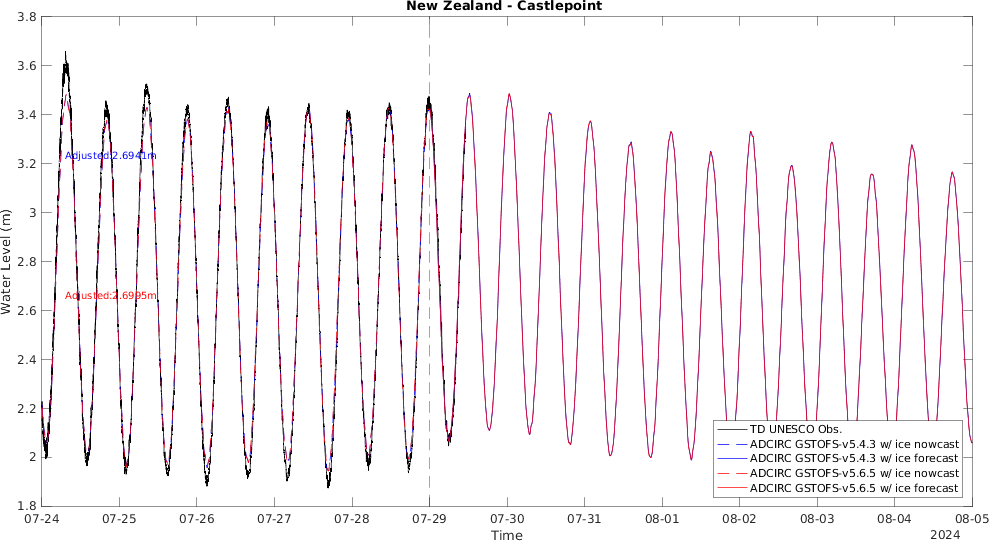 New Zealand - Castlepoint
3.8
3.6
3.4
3.2
3
2.8
2.6
2.4
2.2
2
1.8
Water Level (m)
Adjusted:2.6941m
Adjusted:2.6995m
TD UNESCO Obs.
ADCIRC GSTOFS-v5.4.3 w/ ice nowcast
ADCIRC GSTOFS-v5.4.3 w/ ice forecast
ADCIRC GSTOFS-v5.6.5 w/ ice nowcast
ADCIRC GSTOFS-v5.6.5 w/ ice forecast
07-24 07-25 07-26 07-27 07-28 07-29 07-30 07-31 08-01 08-02 08-03 08-04 08-05
Time
2024